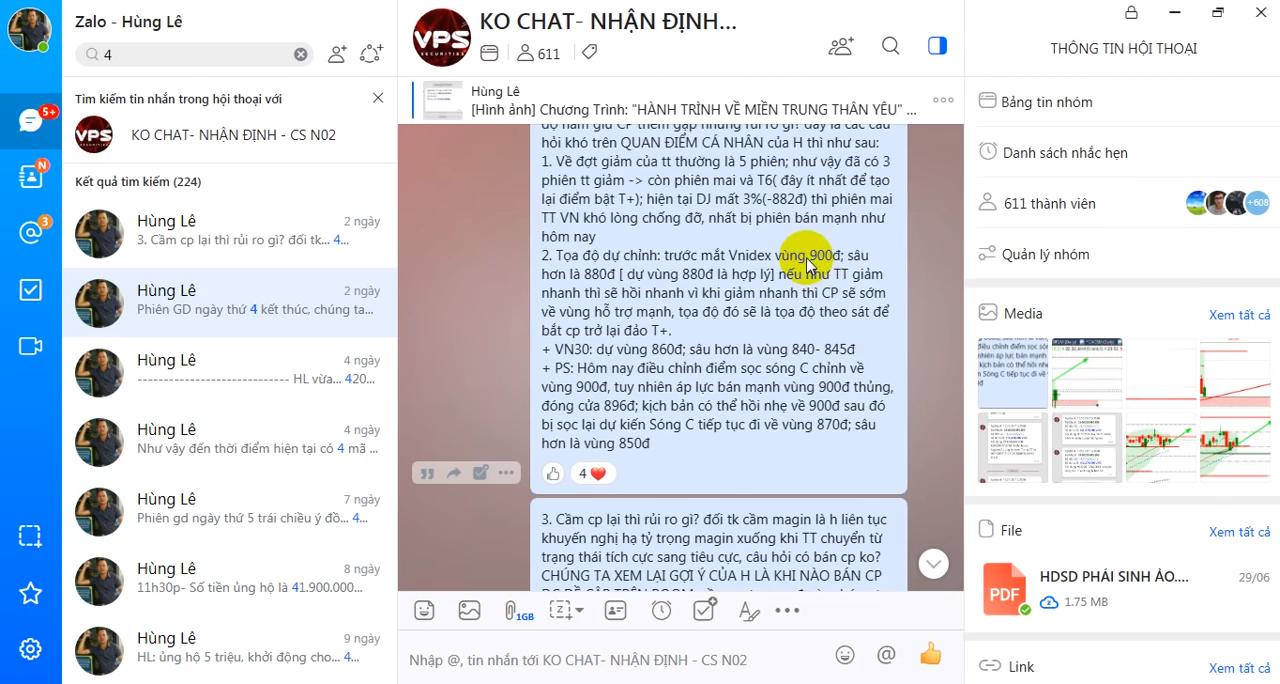 Zalo - Hùng Lê
4
Tìm kiếm tin nhắn trong hội thoại với
VPS
KO CHAT- NHẬN ĐỊNH - CS N02
Kết quả tìm kiếm (224)
Hùng Lê
2 ngày
3. Cầm cp lại thì rủi ro gì? đối tk... 4...
Hùng Lê
2 ngày
Phiên GD ngày thứ 4 kết thúc, chúng ta...
Hùng Lê
4 ngày
---------------------------- HL vừa... 420...
Hùng Lê
4 ngày
Như vậy đến thời điểm hiện tại có 4 mã ...
Hùng Lê
7 ngày
Phiên gd ngày thứ 5 trái chiều ý đồ... 4...
Hùng Lê
8 ngày
11h30p- Số tiền ủng hộ là 41.900.000...
Hùng Lê
9 ngày
HL: ủng hộ 5 triệu, khởi động cho... 4...
5+
N
3
VPS
SECURITIES
KO CHAT- NHẬN ĐỊNH...
611
Hùng Lê
[Hình ảnh] Chương Trình: "HÀNH TRÌNH VỀ MIỀN TRUNG THÂN YÊU" ...
hỏi khó trên QUAN ĐIỂM CÁ NHÂN của H thì như sau:
1. Về đợt giảm của tt thường là 5 phiên; như vậy đã có 3
phiên tt giảm -> còn phiên mai và T6( đây ít nhất để tạo
lại điểm bật T+); hiện tại DJ mất 3%(-882đ) thì phiên mai
TT VN khó lòng chống đỡ, nhất bị phiên bán mạnh như
hôm nay
2. Tọa độ dự chỉnh: trước mắt Vnidex vùng 900đ; sâu
hơn là 880đ [ dự vùng 880đ là hợp lý] nếu như TT giảm
nhanh thì sẽ hồi nhanh vì khi giảm nhanh thì CP sẽ sớm
về vùng hỗ trợ mạnh, tọa độ đó sẽ là tọa độ theo sát để
bắt cp trở lại đảo T+.
+ VN30: dự vùng 860đ; sâu hơn là vùng 840- 845đ
+ PS: Hôm nay điều chỉnh điểm sọc sóng C chỉnh về
vùng 900đ, tuy nhiên áp lực bán mạnh vùng 900đ thủng,
đóng cửa 896đ; kịch bản có thể hồi nhẹ về 900đ sau đó
bị sọc lại dự kiến Sóng C tiếp tục đi về vùng 870đ; sâu
hơn là vùng 850đ
4
3. Cầm cp lại thì rủi ro gì? đối tk cầm magin là h liên tục
khuyến nghị hạ tỷ trọng magin xuống khi TT chuyển từ
trạng thái tích cực sang tiêu cực, câu hỏi có bán cp ko?
CHÚNG TA XEM LẠI GỢI Ý CỦA H LÀ KHI NÀO BÁN CP
1GB
Nhập @, tin nhắn tới KO CHAT- NHẬN ĐỊNH - CS N02
THÔNG TIN HỘI THOẠI
Bảng tin nhóm
Danh sách nhắc hẹn
611 thành viên
+608
Quản lý nhóm
Media
Xem tất cả
File
Xem tất cả
PDF
HDSD PHÁI SINH ẢO....
29/06
1.75 MB
Link
Xem tất cả